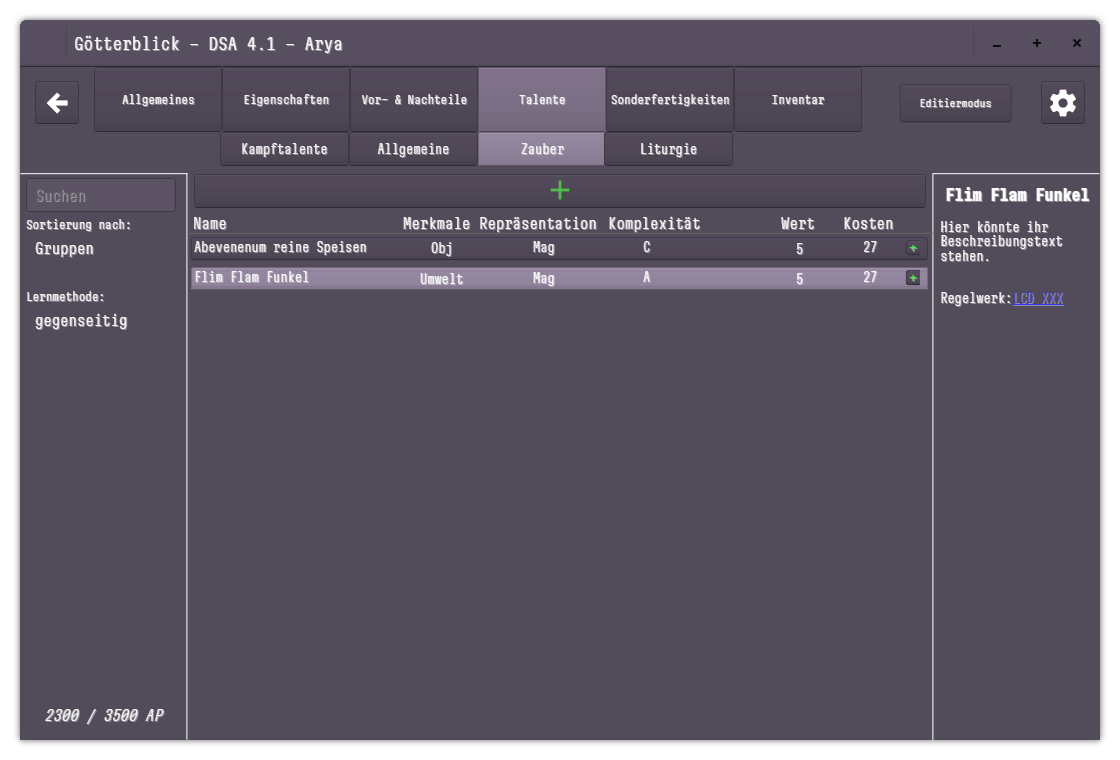 Götterblick - DSA 4.1 - Arya
Allgemeines
Eigenschaften
Vor- & Nachteile
Talente
Sonderfertigkeiten
Inventar
Editiermodus
Kampftalente
Allgemeine
Zauber
Liturgie
Suchen
Sortierung nach:
Gruppen
Lernmethode:
gegenseitig
2300 / 3500 AP
Name Merkmale Repräsentation Komplexität Wert Kosten
Abevenenum reine Speisen Obj Mag C 5 27 +
Flim Flam Funkel Umwelt Mag A 5 27 +
Flim Flam Funkel
Hier könnte ihr
Beschreibungstext
stehen.
Regelwerk:LCD XXX